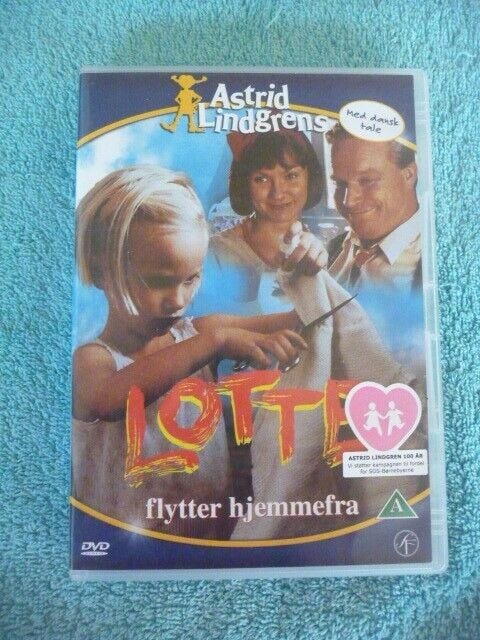 Astrid
Lindgrens
Med dansk
tale
LOTTE
ASTRID LINDGREN 100 ÅR
Vi støtter kampagnen til fordel
for SOS-Børnebyerne
flytter hjemmefra
A
DVD
SF